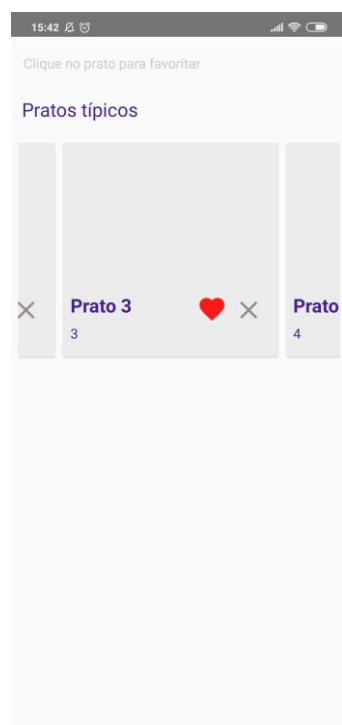 15:42
Clique no prato para favoritar
Pratos típicos
Prato 3
3
Prato
4